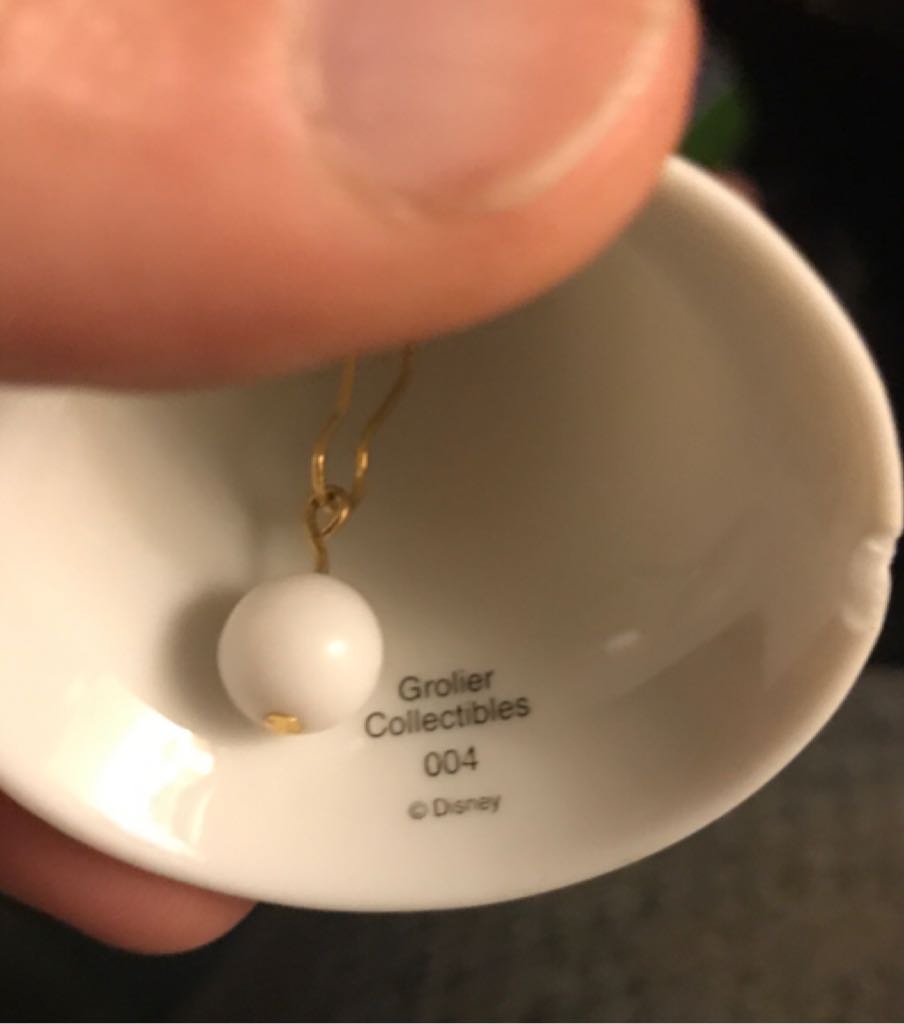 Grolier
Collectibles
004
© Disney